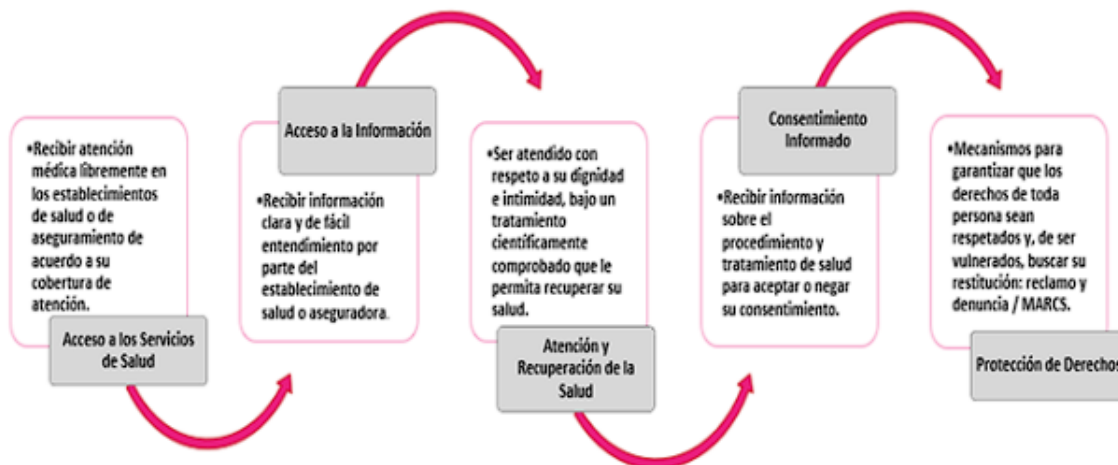 •Recibir atención
médica libremente en
los establecimientos
de salud o de
aseguramiento de
acuerdo a su
cobertura de
atención.
Acceso a los Servicios
de Salud
Acceso a la Información
•Recibir información
clara y de fácil
entendimiento por
parte del
establecimiento de
salud o aseguradora.
•Ser atendido con
respeto a su dignidad
e intimidad, bajo un
tratamiento
científicamente
comprobado que le
permita recuperar su
salud.
Atención y
Recuperación de la
Salud
Consentimiento
Informado
•Recibir información
sobre el
procedimiento y
tratamiento de salud
para aceptar o negar
su consentimiento.
•Mecanismos para
garantizar que los
derechos de toda
persona sean
respetados y, de ser
vulnerados, buscar su
restitución: reclamo y
denuncia / MARCS.
Protección de Derechos